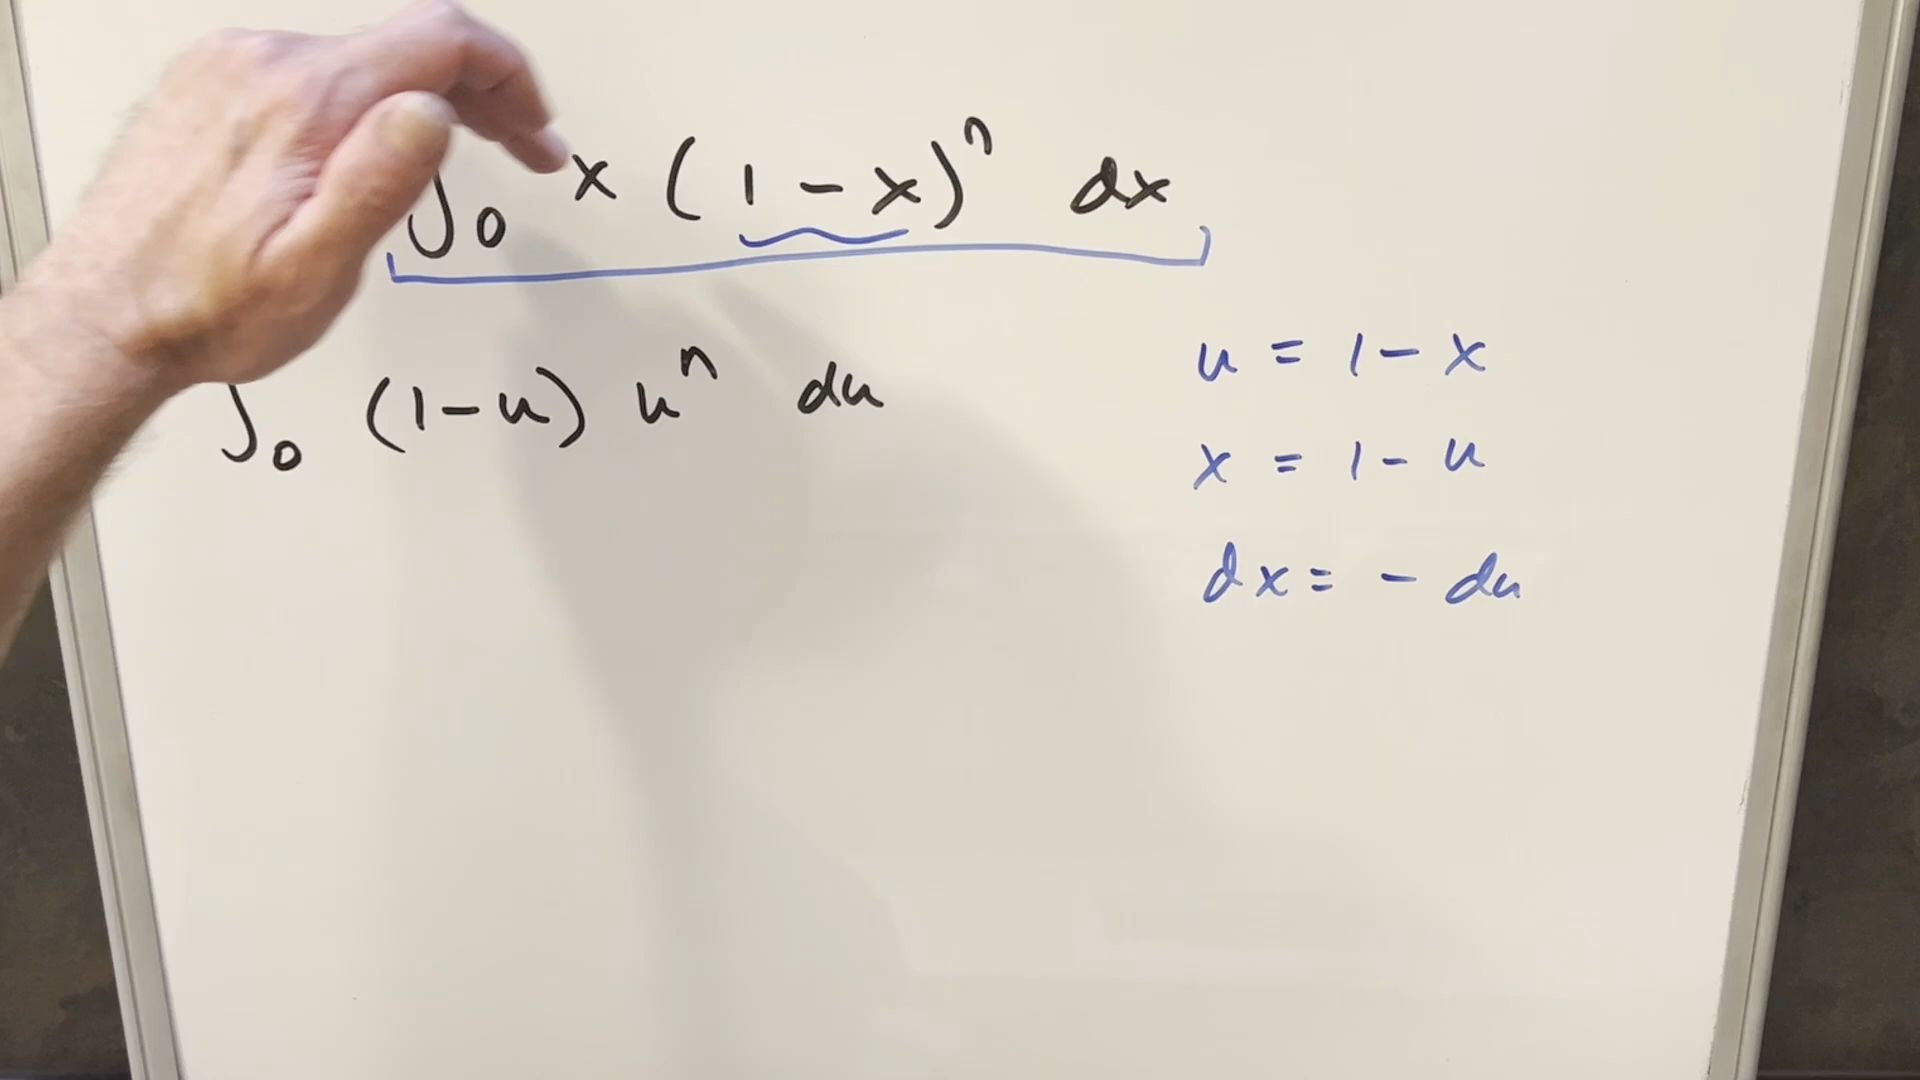 ∫₀ x (1 - x)ⁿ dx
∫₀ (1 - u) uⁿ du
u = 1 - x
x = 1 - u
dx = - du